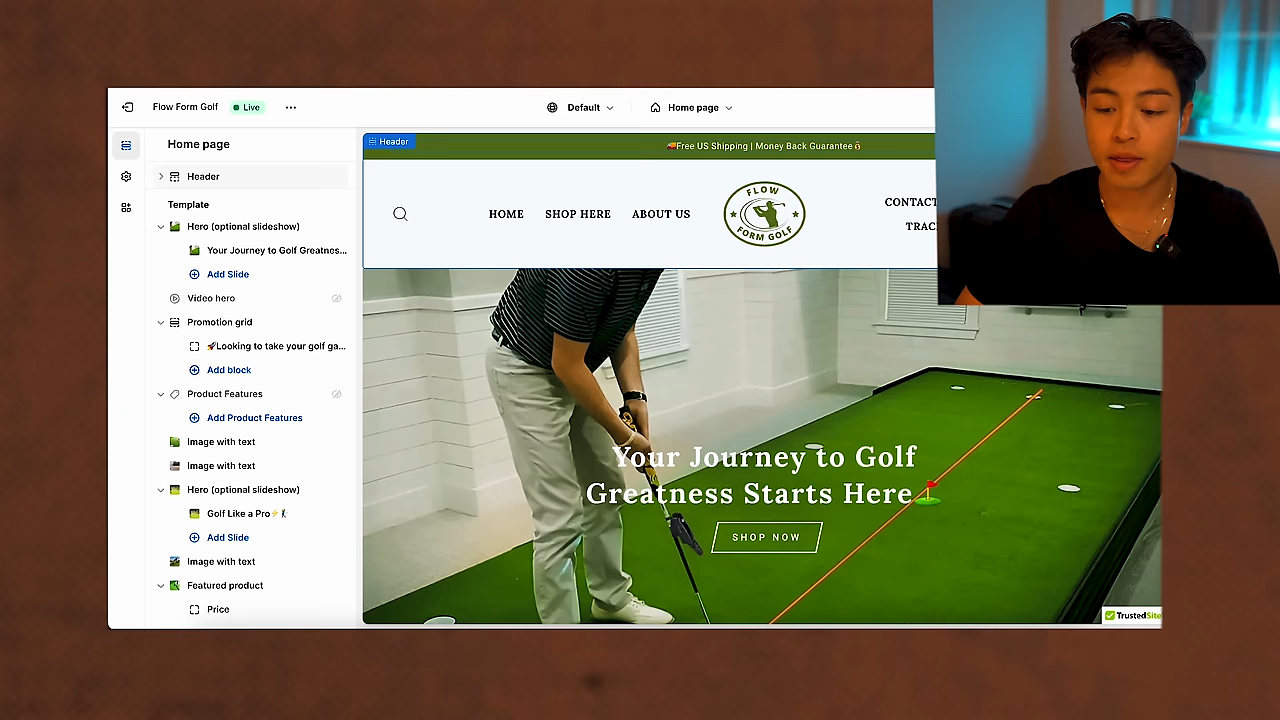 Flow Form Golf
Live
Default
Home page
Home page
Header
Template
Hero (optional slideshow)
Your Journey to Golf Greatnes...
Add Slide
Video hero
Promotion grid
🚀Looking to take your golf ga...
Add block
Product Features
Add Product Features
Image with text
Image with text
Hero (optional slideshow)
Golf Like a Pro⚡🏌
Add Slide
Image with text
Featured product
Price
Header
🚚Free US Shipping | Money Back Guarantee💰
HOME SHOP HERE ABOUT US
FLOW
FORM GOLF
CONTACT
TRAC
Your Journey to Golf
Greatness Starts Here
SHOP NOW
TrustedSite